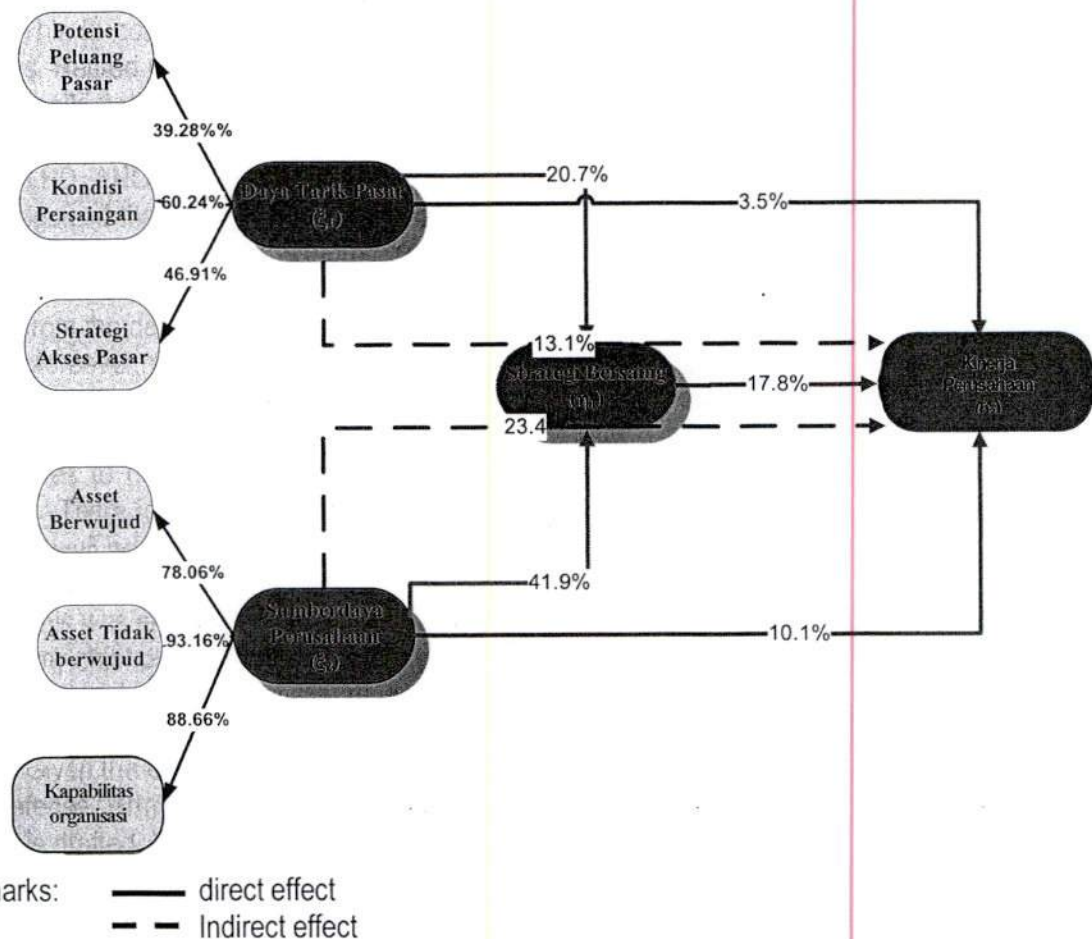 Potensi
Peluang
Pasar
39.28%%
Kondisi
Persaingan
60.24%
46.91%
Strategi
Akses Pasar
Daya Tarik Pasar
20.7%
3.5%
13.1%
Strategi Bersaing
17.8%
23.4
Kinerja
Perusahaan
Asset
Berwujud
78.06%
Asset Tidak
berwujud
93.16%
88.66%
Kapabilitas
organisasi
Sumberdaya
Perusahaan
41.9%
10.1%
arks:
direct effect
Indirect effect